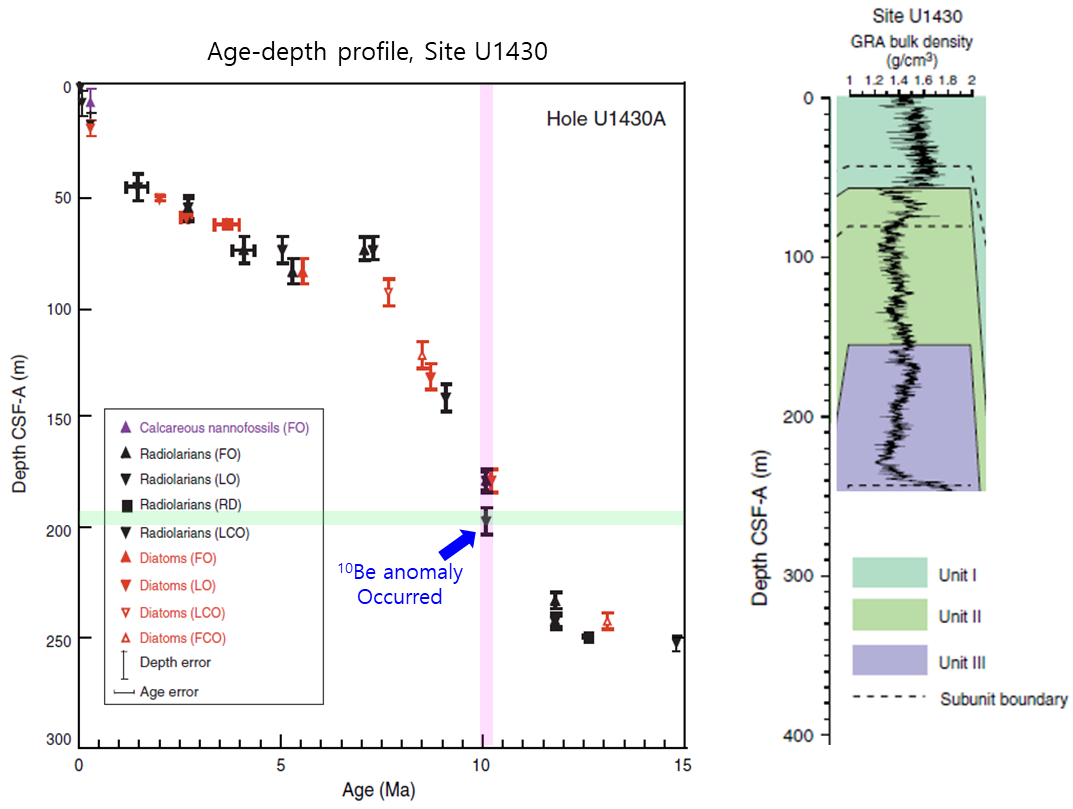 Age-depth profile, Site U1430
Hole U1430A
0
50
100
150
200
250
300
Depth CSF-A (m)
0
5
10
15
Age (Ma)
Calcareous nannofossils (FO)
Radiolarians (FO)
Radiolarians (LO)
Radiolarians (RD)
Radiolarians (LCO)
Diatoms (FO)
Diatoms (LO)
Diatoms (LCO)
Diatoms (FCO)
Depth error
Age error
¹⁰Be anomaly
Occurred
Site U1430
GRA bulk density
(g/cm³)
1 1.2 1.4 1.6 1.8 2
0
100
200
300
400
Depth CSF-A (m)
Unit I
Unit II
Unit III
Subunit boundary